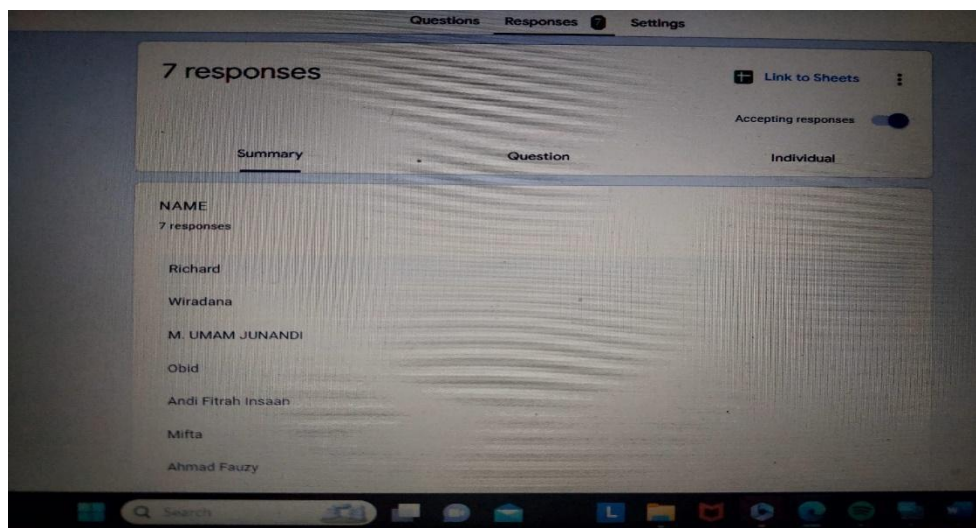 Questions Responses 7 Settings
7 responses
Link to Sheets
Accepting responses
Summary Question Individual
NAME
7 responses
Richard
Wiradana
M. UMAM JUNANDI
Obid
Andi Fitrah Insaan
Mifta
Ahmad Fauzy
Search
L
W